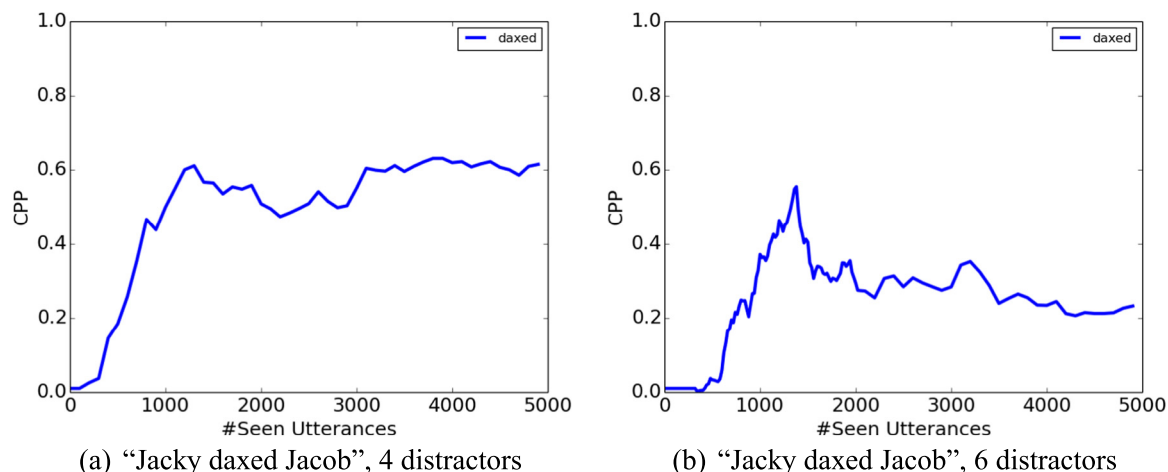 1.0
0.8
0.6
0.4
0.2
0.0
CPP
daxed
0 1000 2000 3000 4000 5000
#Seen Utterances
(a) “Jacky daxed Jacob”, 4 distractors
1.0
0.8
0.6
0.4
0.2
0.0
CPP
daxed
0 1000 2000 3000 4000 5000
#Seen Utterances
(b) “Jacky daxed Jacob”, 6 distractors